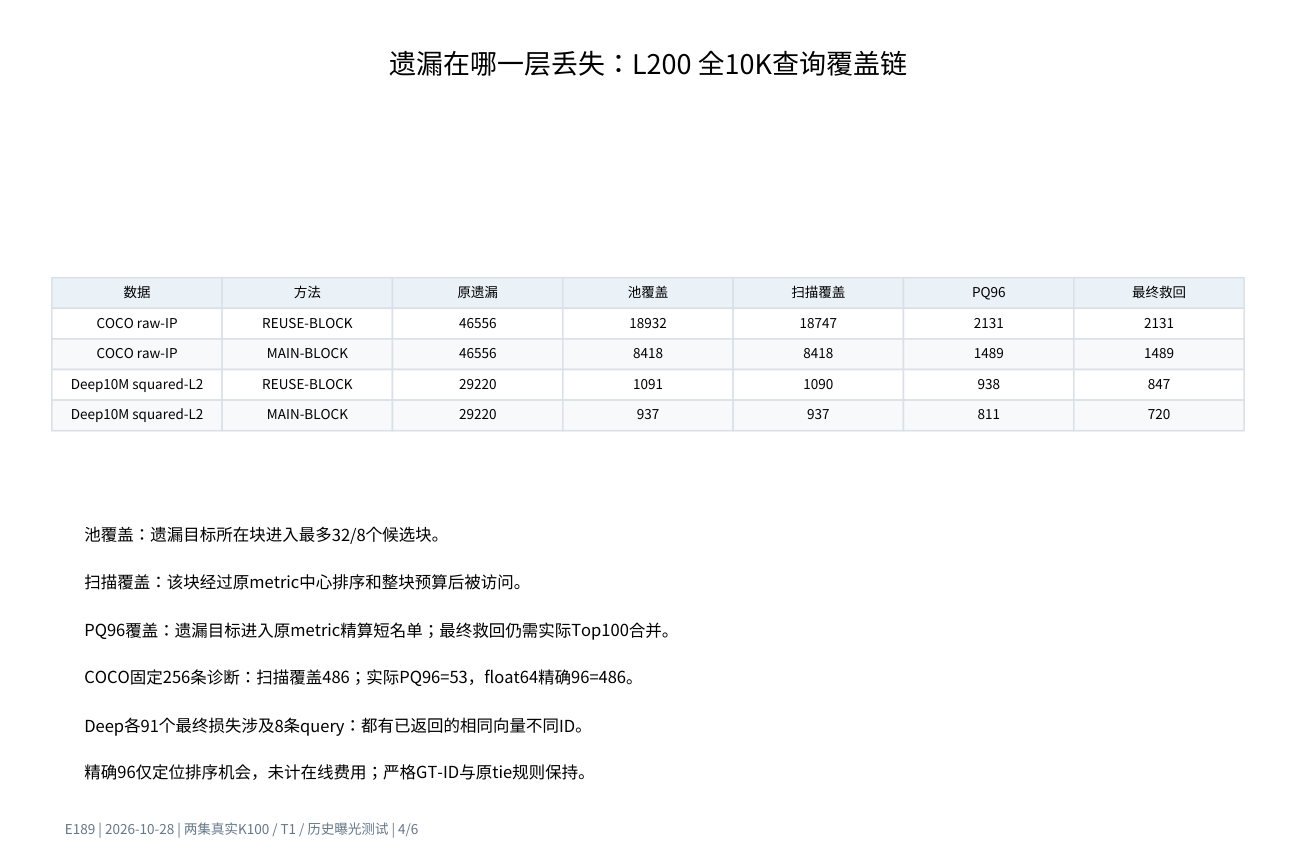 遗漏在哪一层丢失：L200 全10K查询覆盖链
数据 方法 原遗漏 池覆盖 扫描覆盖 PQ96 最终救回
COCO raw-IP REUSE-BLOCK 46556 18932 18747 2131 2131
COCO raw-IP MAIN-BLOCK 46556 8418 8418 1489 1489
Deep10M squared-L2 REUSE-BLOCK 29220 1091 1090 938 847
Deep10M squared-L2 MAIN-BLOCK 29220 937 937 811 720
池覆盖：遗漏目标所在块进入最多32/8个候选块。
扫描覆盖：该块经过原metric中心排序和整块预算后被访问。
PQ96覆盖：遗漏目标进入原metric精算短名单；最终救回仍需实际Top100合并。
COCO固定256条诊断：扫描覆盖486；实际PQ96=53，float64精确96=486。
Deep各91个最终损失涉及8条query：都有已返回的相同向量不同ID。
精确96仅定位排序机会，未计在线费用；严格GT-ID与原tie规则保持。
E189 | 2026-10-28 | 两集真实K100 / T1 / 历史曝光测试 | 4/6